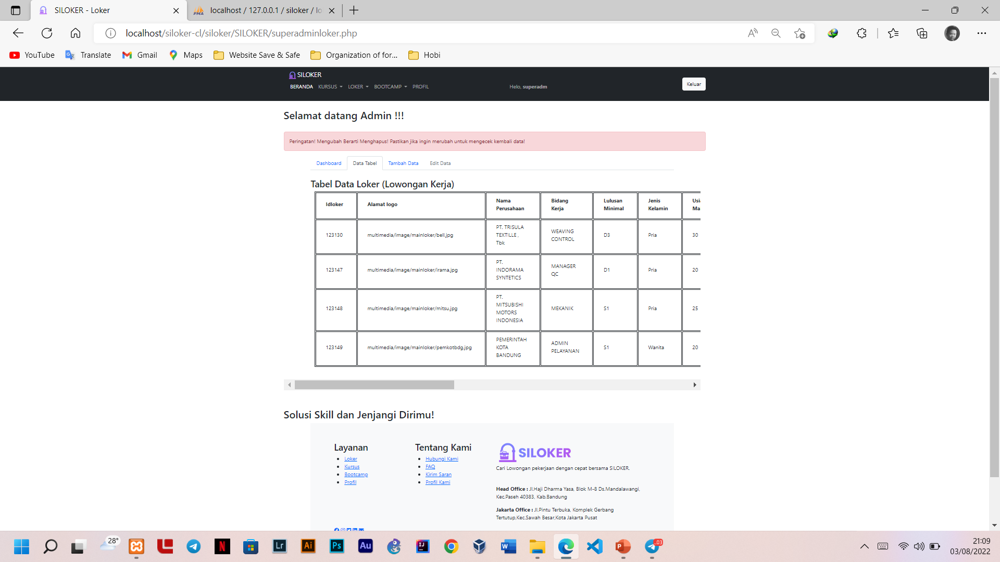 SILOKER - Loker
localhost / 127.0.0.1 / siloker / lo
localhost/siloker-cl/siloker/SILOKER/superadminloker.php
YouTube Translate Gmail Maps Website Save & Safe Organization of for... Hobi
SILOKER
BERANDA KURSUS LOKER BOOTCAMP PROFIL Helo, superadm Keluar
Selamat datang Admin !!!
Peringatan! Mengubah Berarti Menghapus! Pastikan jika ingin merubah untuk mengecek kembali data!
Dashboard Data Tabel Tambah Data Edit Data
Tabel Data Loker (Lowongan Kerja)
Idloker Alamat logo Nama Perusahaan Bidang Kerja Lulusan Minimal Jenis Kelamin
123130 multimedia/image/mainloker/bell.jpg PT. TRISULA TEXTILLE , Tbk WEAVING CONTROL D3 Pria 30
123147 multimedia/image/mainloker/irama.jpg PT. INDORAMA SYNTETICS MANAGER QC D1 Pria 20
123148 multimedia/image/mainloker/mitsu.jpg PT. MITSUBISHI MOTORS INDONESIA MEKANIK S1 Pria 25
123149 multimedia/image/mainloker/pemkotbdg.jpg PEMERINTAH KOTA BANDUNG ADMIN PELAYANAN S1 Wanita 20
Solusi Skill dan Jenjangi Dirimu!
Layanan
Loker
Kursus
Bootcamp
Profil
Tentang Kami
Hubungi Kami
FAQ
Kirim Saran
Profil Kami
SILOKER
Cari Lowongan pekerjaan dengan cepat bersama SILOKER.
Head Office : Jl.Haji Dharma Yasa, Blok M-8 Ds.Mandalawangi,
Kec.Paseh 40383, Kab.Bandung
Jakarta Office : Jl.Pintu Terbuka, Komplek Gerbang
Tertutup,Kec.Sawah Besar,Kota Jakarta Pusat
28°
21:09
03/08/2022